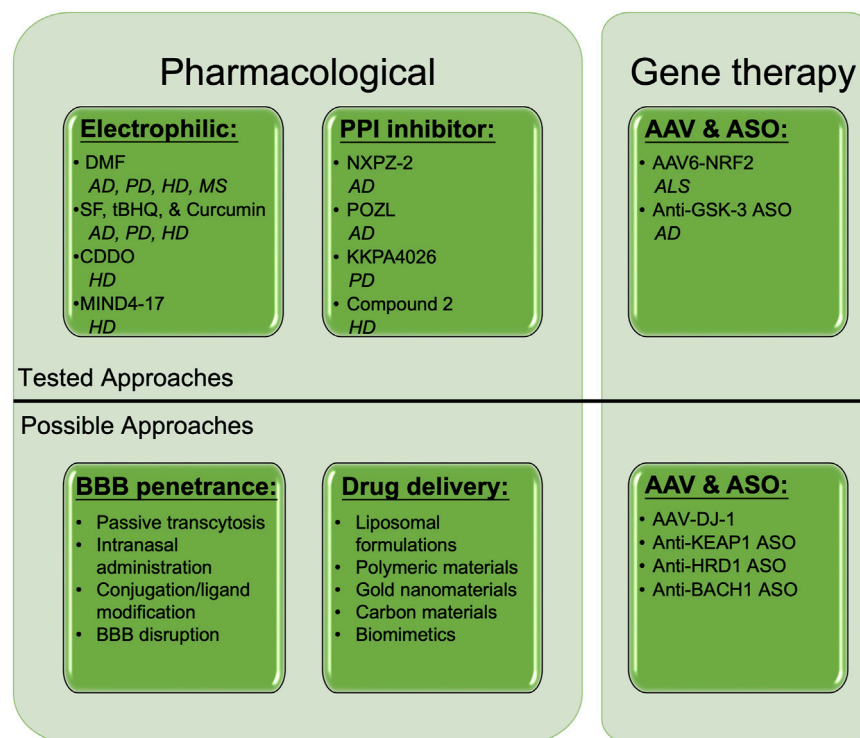 Pharmacological
Electrophilic:
• DMF
AD, PD, HD, MS
•SF, tBHQ, & Curcumin
AD, PD, HD
•CDDO
HD
•MIND4-17
HD
PPI inhibitor:
• NXPZ-2
AD
• POZL
AD
• KKPA4026
PD
• Compound 2
HD
Gene therapy
AAV & ASO:
• AAV6-NRF2
ALS
• Anti-GSK-3 ASO
AD
Tested Approaches
Possible Approaches
BBB penetrance:
• Passive transcytosis
• Intranasal
administration
• Conjugation/ligand
modification
• BBB disruption
Drug delivery:
• Liposomal
formulations
• Polymeric materials
• Gold nanomaterials
• Carbon materials
• Biomimetics
AAV & ASO:
• AAV-DJ-1
• Anti-KEAP1 ASO
• Anti-HRD1 ASO
• Anti-BACH1 ASO